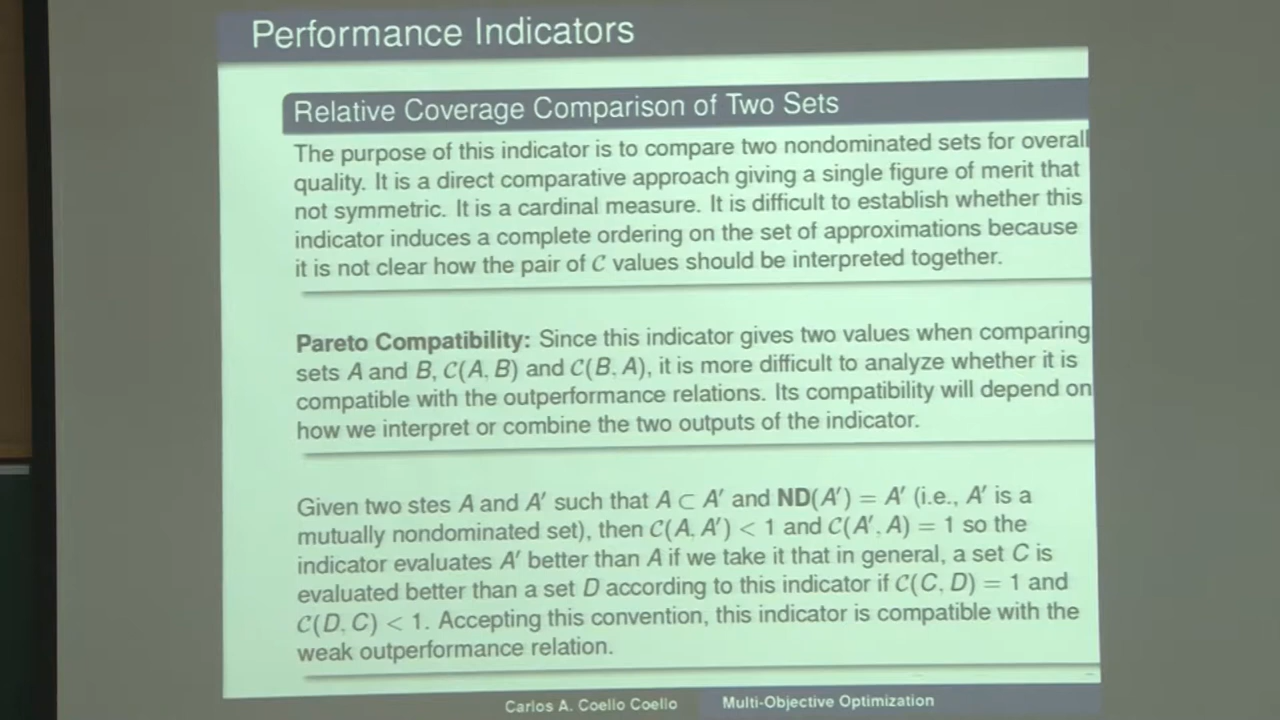 Performance Indicators
Relative Coverage Comparison of Two Sets
The purpose of this indicator is to compare two nondominated sets for overall
quality. It is a direct comparative approach giving a single figure of merit that
not symmetric. It is a cardinal measure. It is difficult to establish whether this
indicator induces a complete ordering on the set of approximations because
it is not clear how the pair of C values should be interpreted together.
Pareto Compatibility: Since this indicator gives two values when comparing
sets A and B, C(A, B) and C(B, A), it is more difficult to analyze whether it is
compatible with the outperformance relations. Its compatibility will depend on
how we interpret or combine the two outputs of the indicator.
Given two stes A and A′ such that A ⊂ A′ and ND(A′) = A′ (i.e., A′ is a
mutually nondominated set), then C(A, A′) < 1 and C(A′, A) = 1 so the
indicator evaluates A′ better than A if we take it that in general, a set C is
evaluated better than a set D according to this indicator if C(C, D) = 1 and
C(D, C) < 1. Accepting this convention, this indicator is compatible with the
weak outperformance relation.
Carlos A. Coello Coello Multi-Objective Optimization